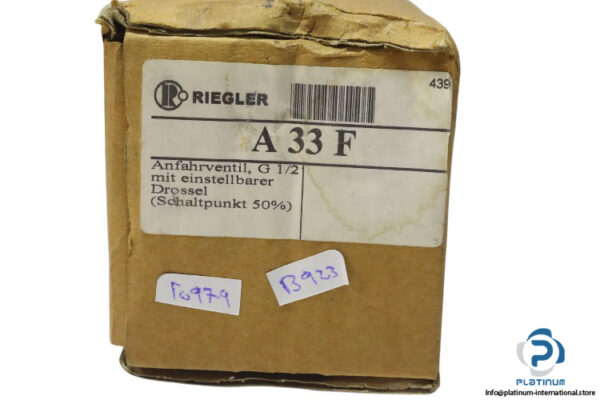 RIEGLER
439
A 33 F
Anfahrventil, G 1/2
mit einstellbarer
Drossel
(Schaltpunkt 50%)
B923
PLATINUM
Info@platinum-international.store